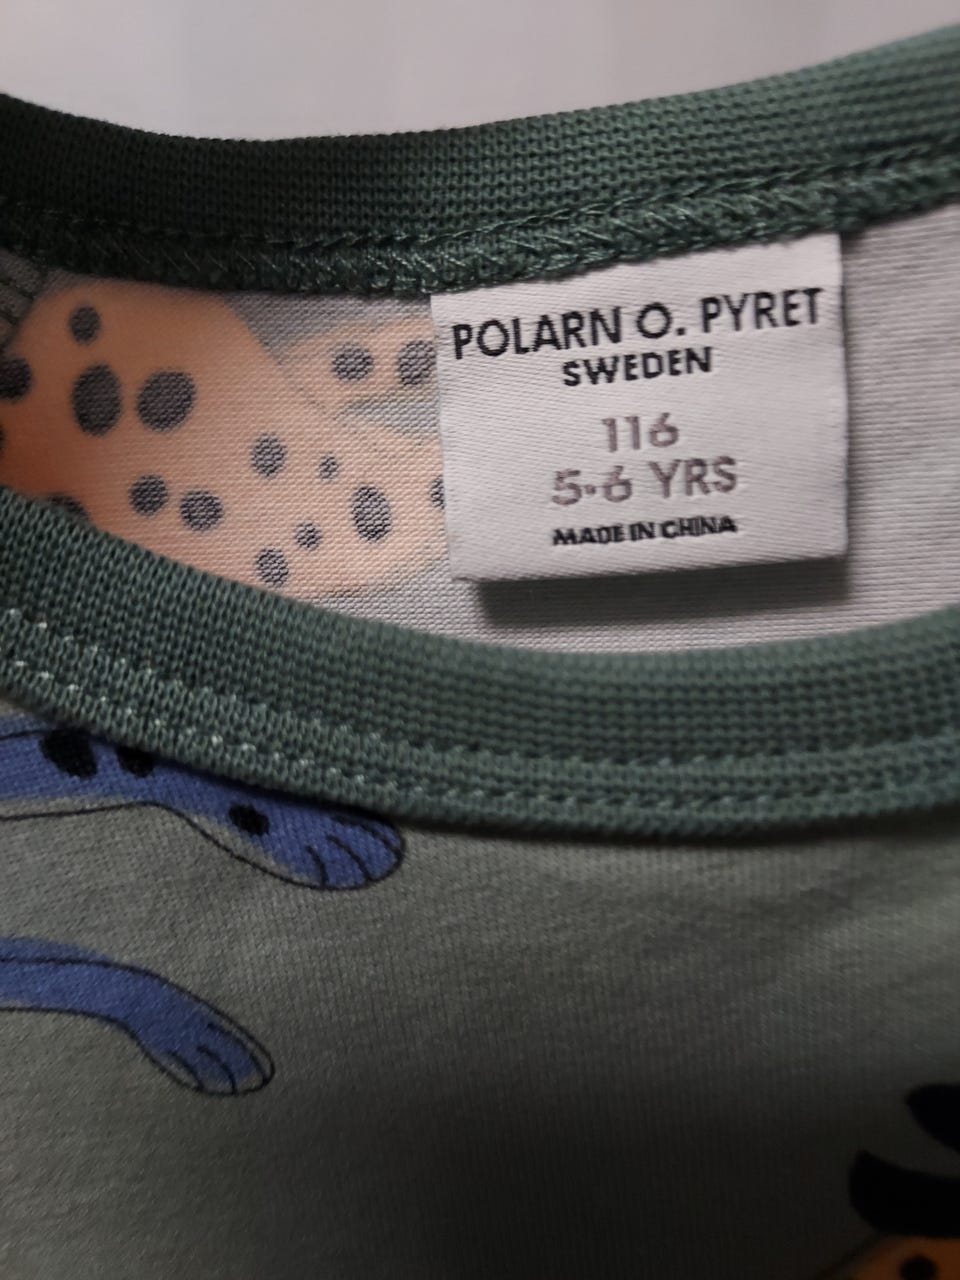 POLARN O. PYRET
SWEDEN
116
5-6 YRS
MADE IN CHINA